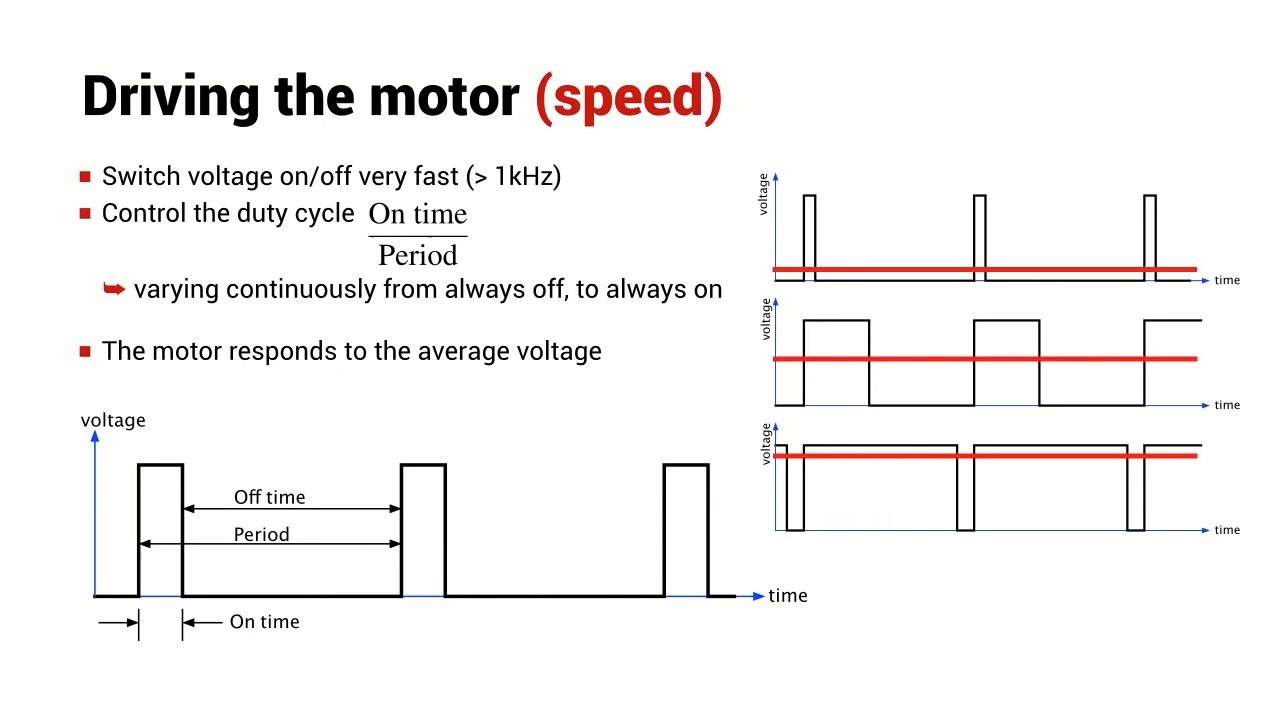 Driving the motor (speed)
Switch voltage on/off very fast (> 1kHz)
Control the duty cycle On time
Period
➥ varying continuously from always off, to always on
The motor responds to the average voltage
voltage
Off time
Period
time
On time
voltage
time
voltage
time
voltage
time